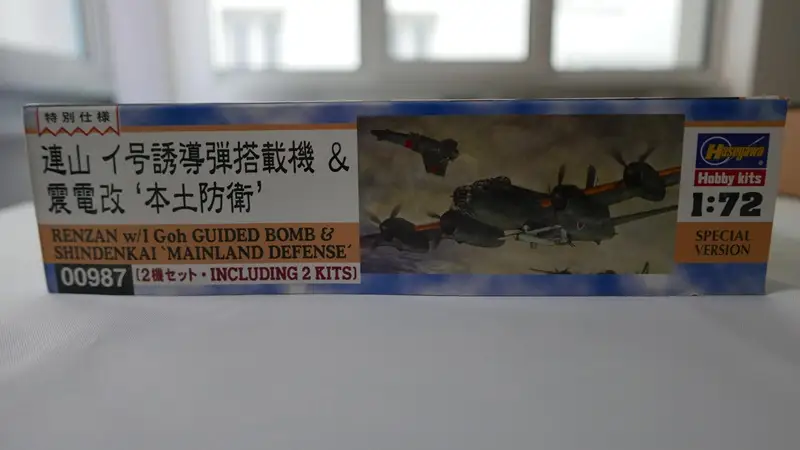 特別仕様
連山 イ号誘導弾搭載機 &
震電改 ‘本土防衛’
RENZAN w/I Goh GUIDED BOMB &
SHINDENKAI ‘MAINLAND DEFENSE’
00987
(2機セット・INCLUDING 2 KITS)
Hasegawa
Hobby kits
1:72
SPECIAL
VERSION